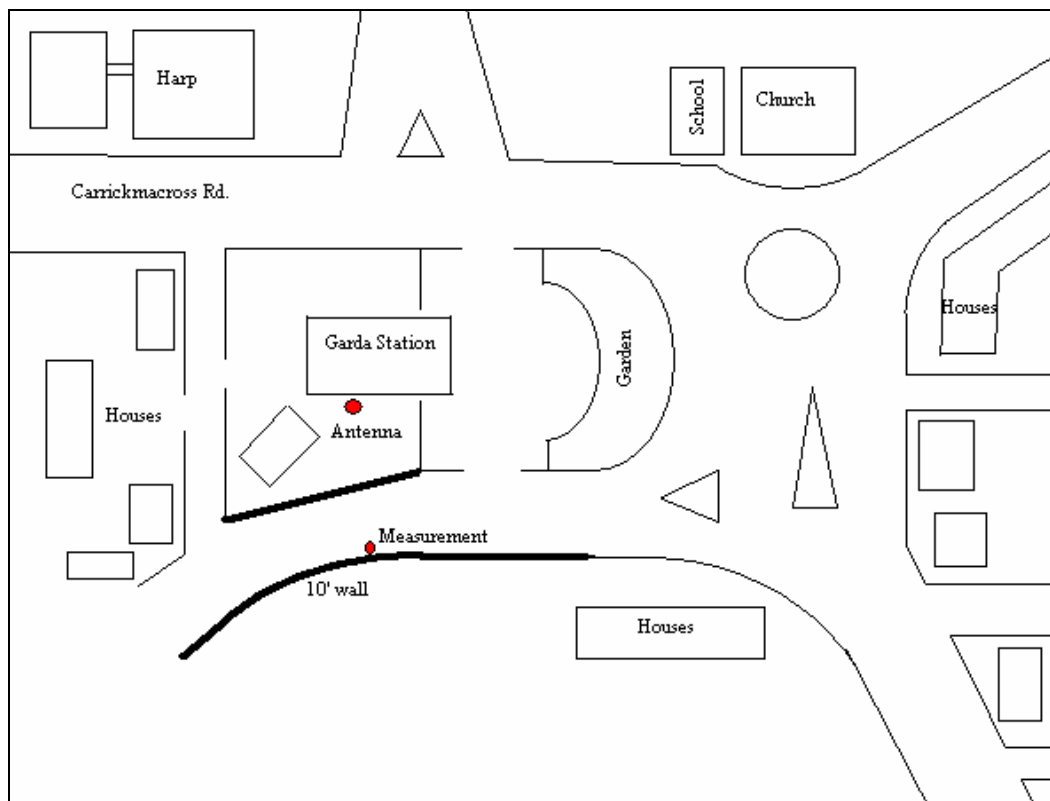 Harp
School
Church
Carrickmacross Rd.
Houses
Garda Station
Garden
Houses
Antenna
Measurement
10' wall
Houses